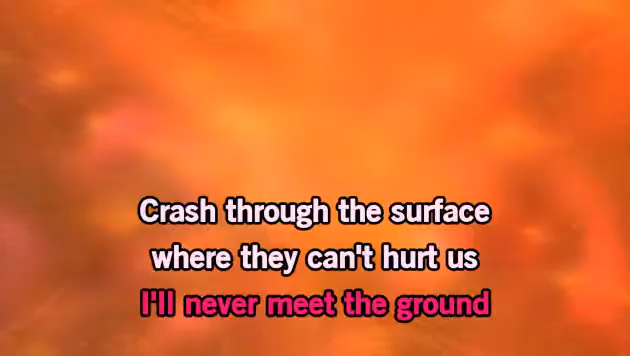 Crash through the surface
where they can't hurt us
I'll never meet the ground